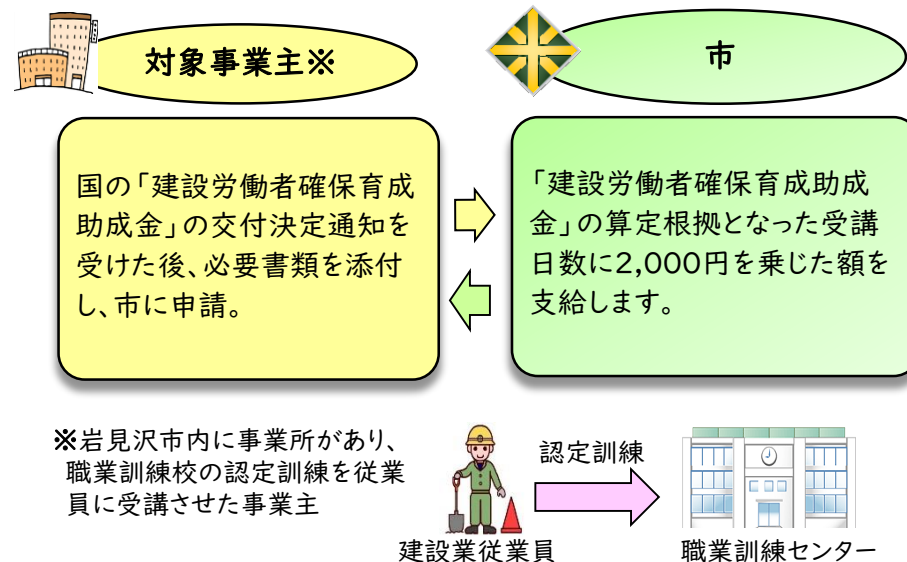 対象事業主※
市
国の「建設労働者確保育成
助成金」の交付決定通知を
受けた後、必要書類を添付
し、市に申請。
「建設労働者確保育成助成
金」の算定根拠となった受講
日数に2,000円を乗じた額を
支給します。
※岩見沢市内に事業所があり、
職業訓練校の認定訓練を従業
員に受講させた事業主
認定訓練
建設業従業員
職業訓練センター